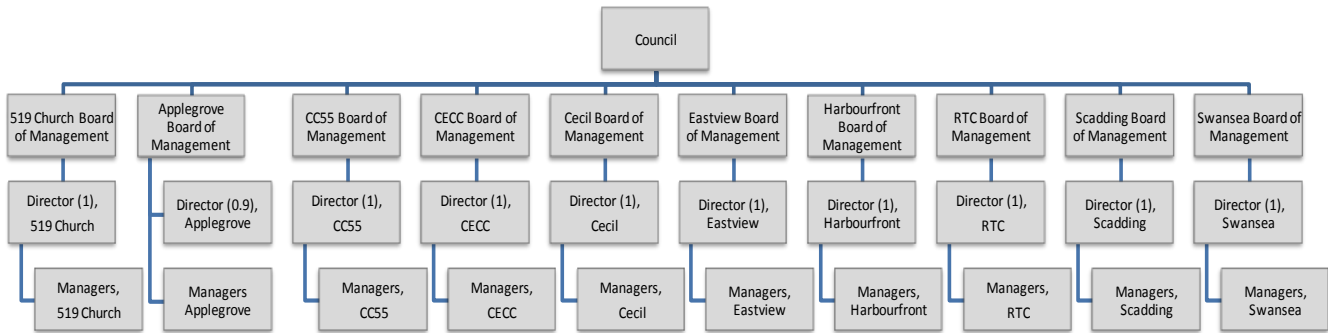 Council
519 Church Board
of Management
Applegrove
Board of
Management
CC55 Board of
Management
CECC Board of
Management
Cecil Board of
Management
Eastview Board of
Management
Harbourfront
Board of
Management
RTC Board of
Management
Scadding Board
of Management
Swansea Board of
Management
Director (1),
519 Church
Director (0.9),
Applegrove
Director (1),
CC55
Director (1),
CECC
Director (1),
Cecil
Director (1),
Eastview
Director (1),
Harbourfront
Director (1),
RTC
Director (1),
Scadding
Director (1),
Swansea
Managers,
519 Church
Managers
Applegrove
Managers,
CC55
Managers,
CECC
Managers,
Cecil
Managers,
Eastview
Managers,
Harbourfront
Managers,
RTC
Managers,
Scadding
Managers,
Swansea